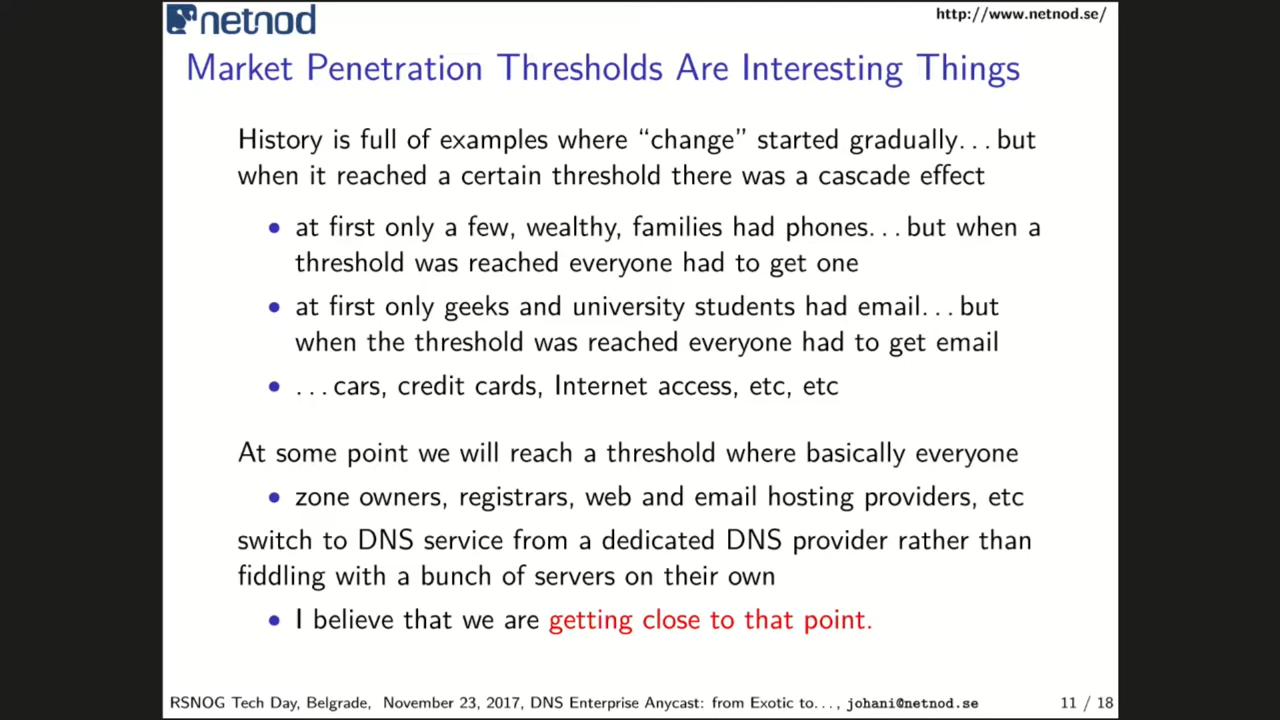 netnod
http://www.netnod.se/
Market Penetration Thresholds Are Interesting Things
History is full of examples where “change” started gradually. . . but
when it reached a certain threshold there was a cascade effect
• at first only a few, wealthy, families had phones. . . but when a
threshold was reached everyone had to get one
• at first only geeks and university students had email. . . but
when the threshold was reached everyone had to get email
• . . . cars, credit cards, Internet access, etc, etc
At some point we will reach a threshold where basically everyone
• zone owners, registrars, web and email hosting providers, etc
switch to DNS service from a dedicated DNS provider rather than
fiddling with a bunch of servers on their own
• I believe that we are getting close to that point.
RSNOG Tech Day, Belgrade, November 23, 2017, DNS Enterprise Anycast: from Exotic to. . . , johani@netnod.se 11 / 18